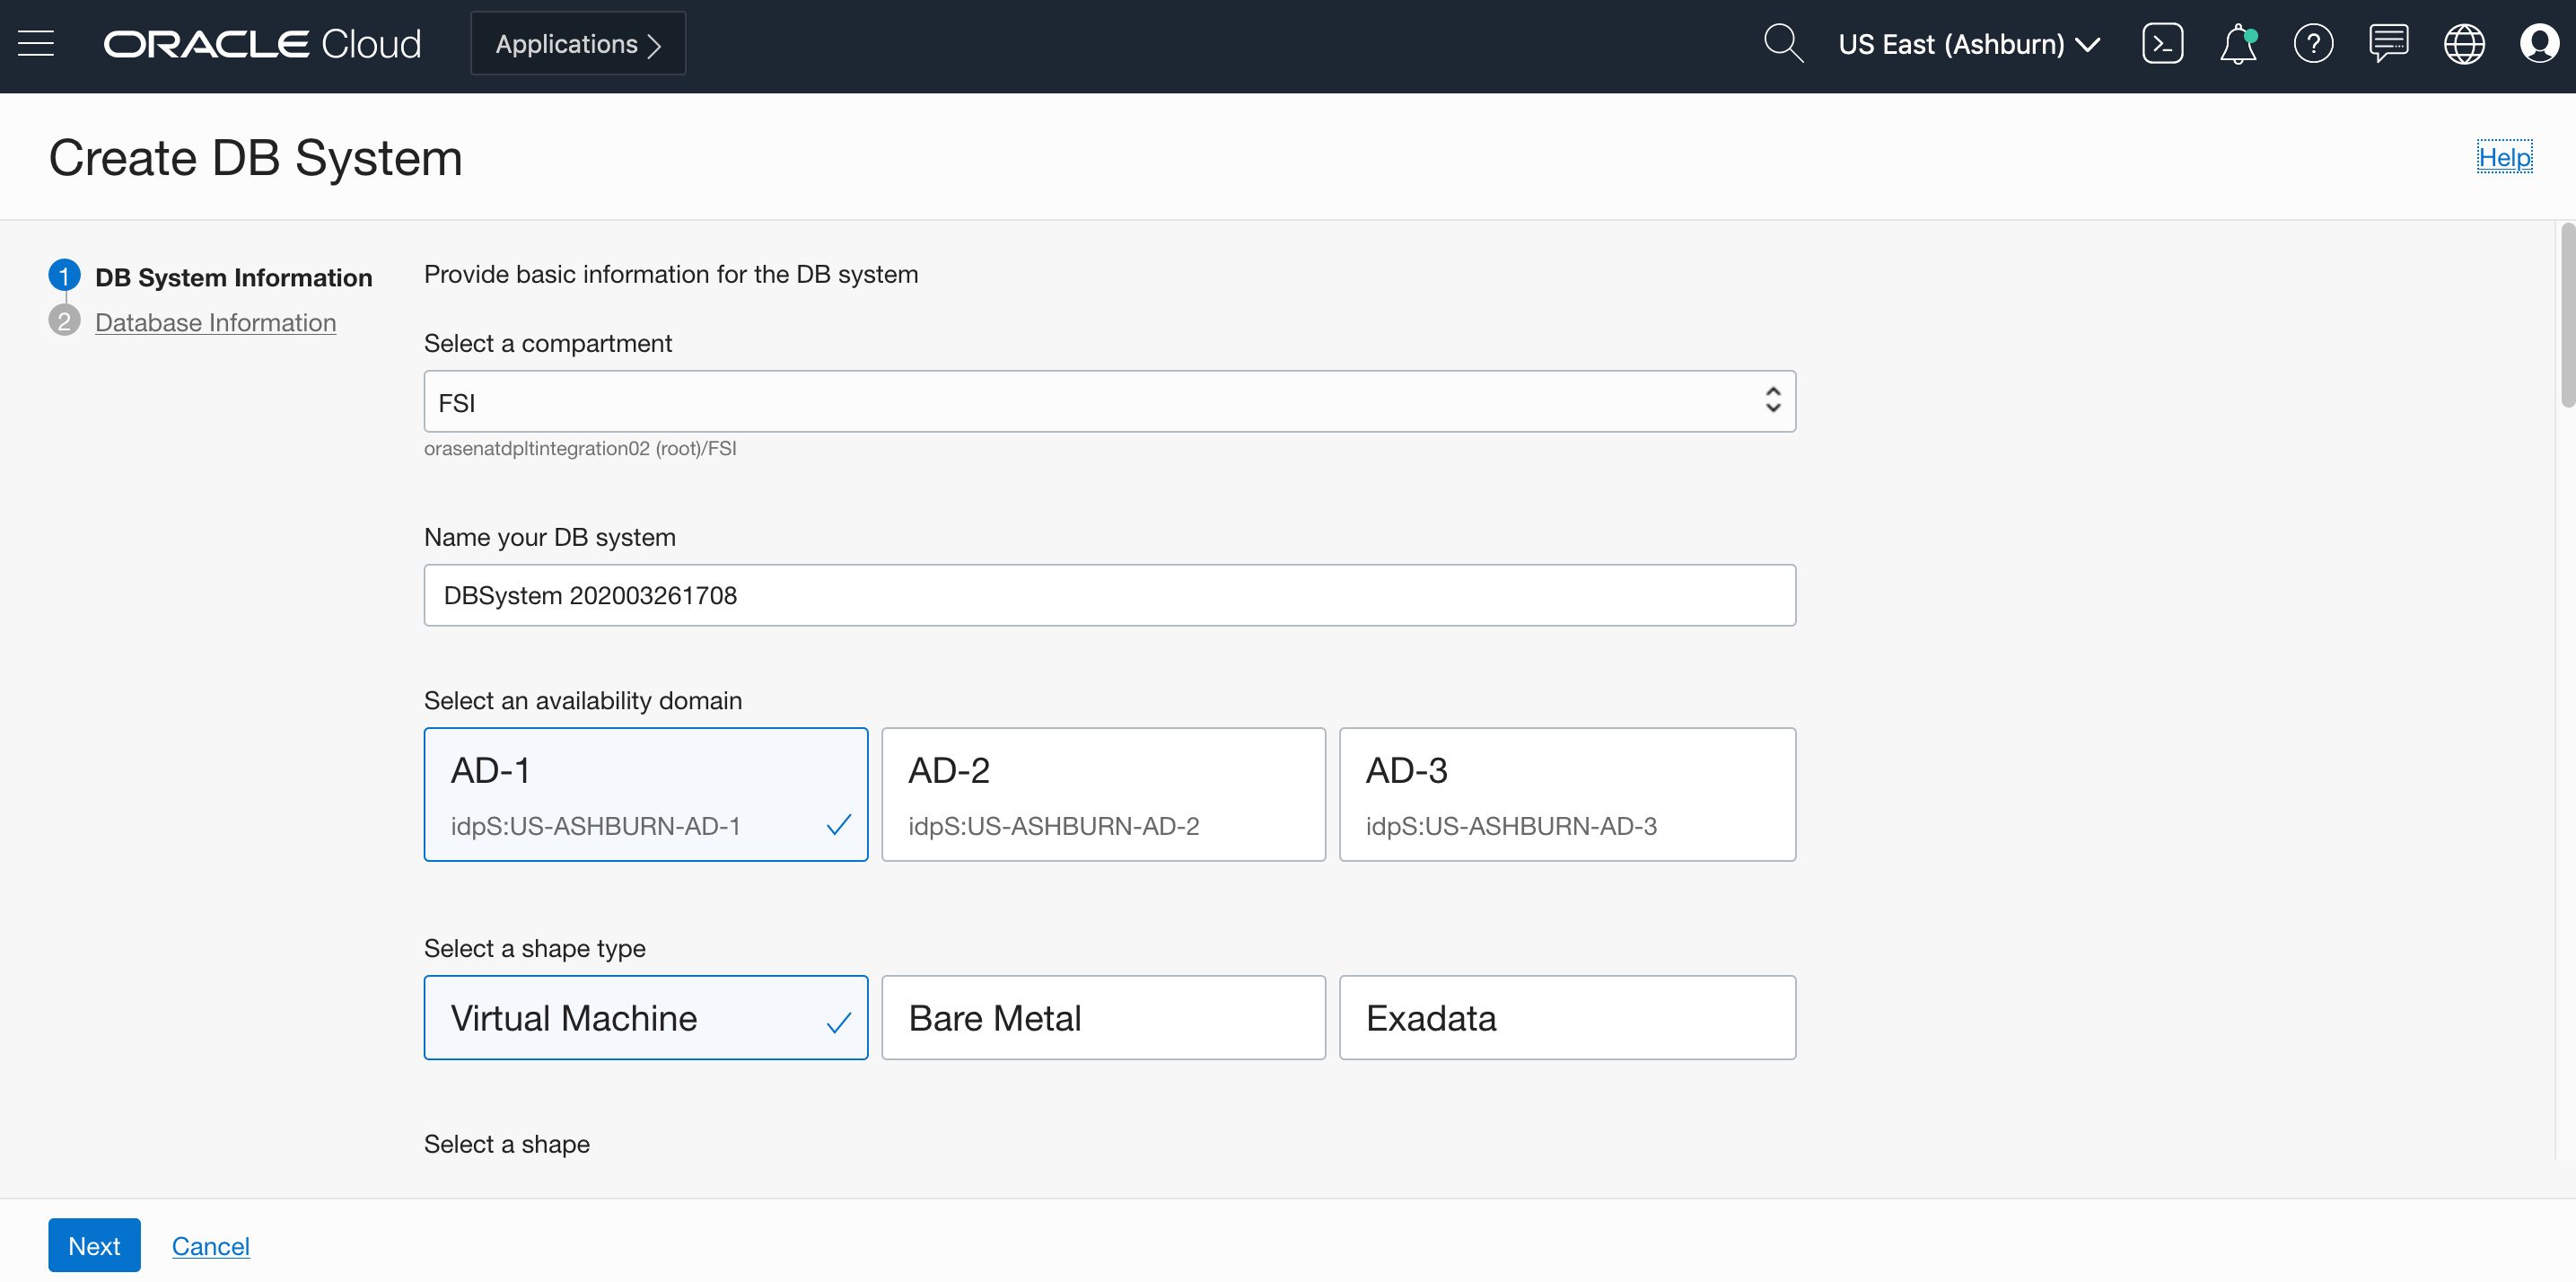 ORACLE Cloud
Applications
US East (Ashburn)
Create DB System
Help
1 DB System Information
2 Database Information
Provide basic information for the DB system
Select a compartment
FSI
orasenatdpltintegration02 (root)/FSI
Name your DB system
DBSystem 202003261708
Select an availability domain
AD-1
idpS:US-ASHBURN-AD-1
AD-2
idpS:US-ASHBURN-AD-2
AD-3
idpS:US-ASHBURN-AD-3
Select a shape type
Virtual Machine
Bare Metal
Exadata
Select a shape
Next
Cancel